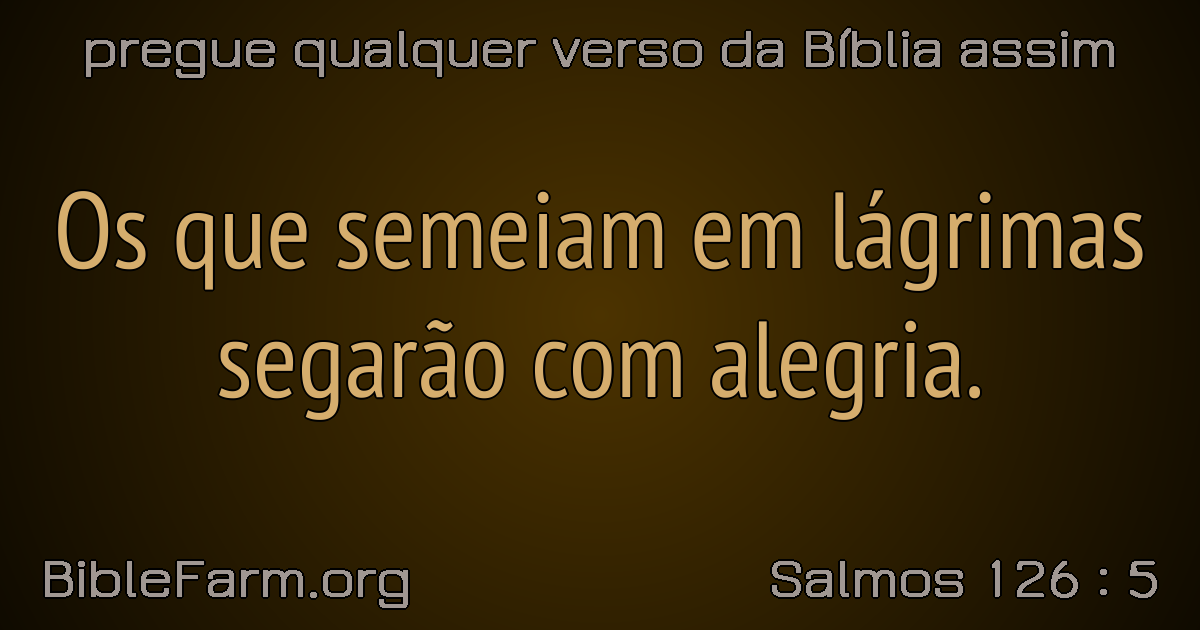 pregue qualquer verso da Bíblia assim
Os que semeiam em lágrimas
segarão com alegria.
BibleFarm.org
Salmos 126 : 5